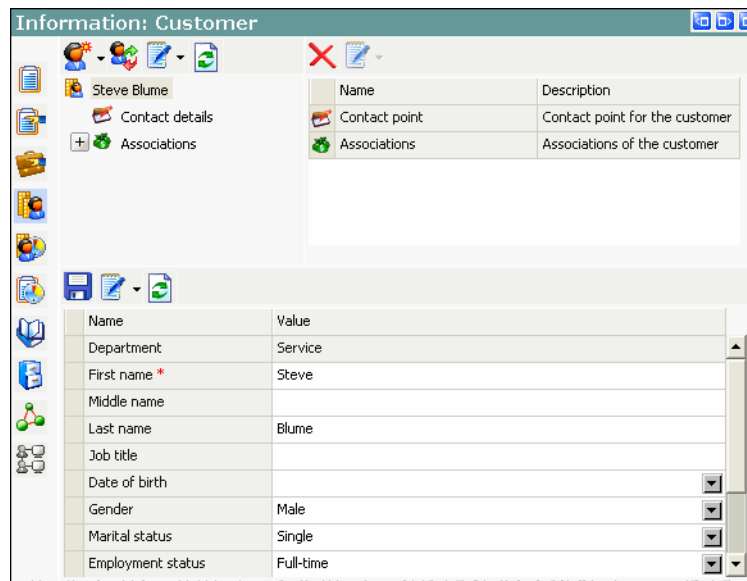 Information: Customer
Steve Blume
Contact details
Associations
Name Description
Contact point Contact point for the customer
Associations Associations of the customer
Name Value
Department Service
First name * Steve
Middle name
Last name Blume
Job title
Date of birth
Gender Male
Marital status Single
Employment status Full-time